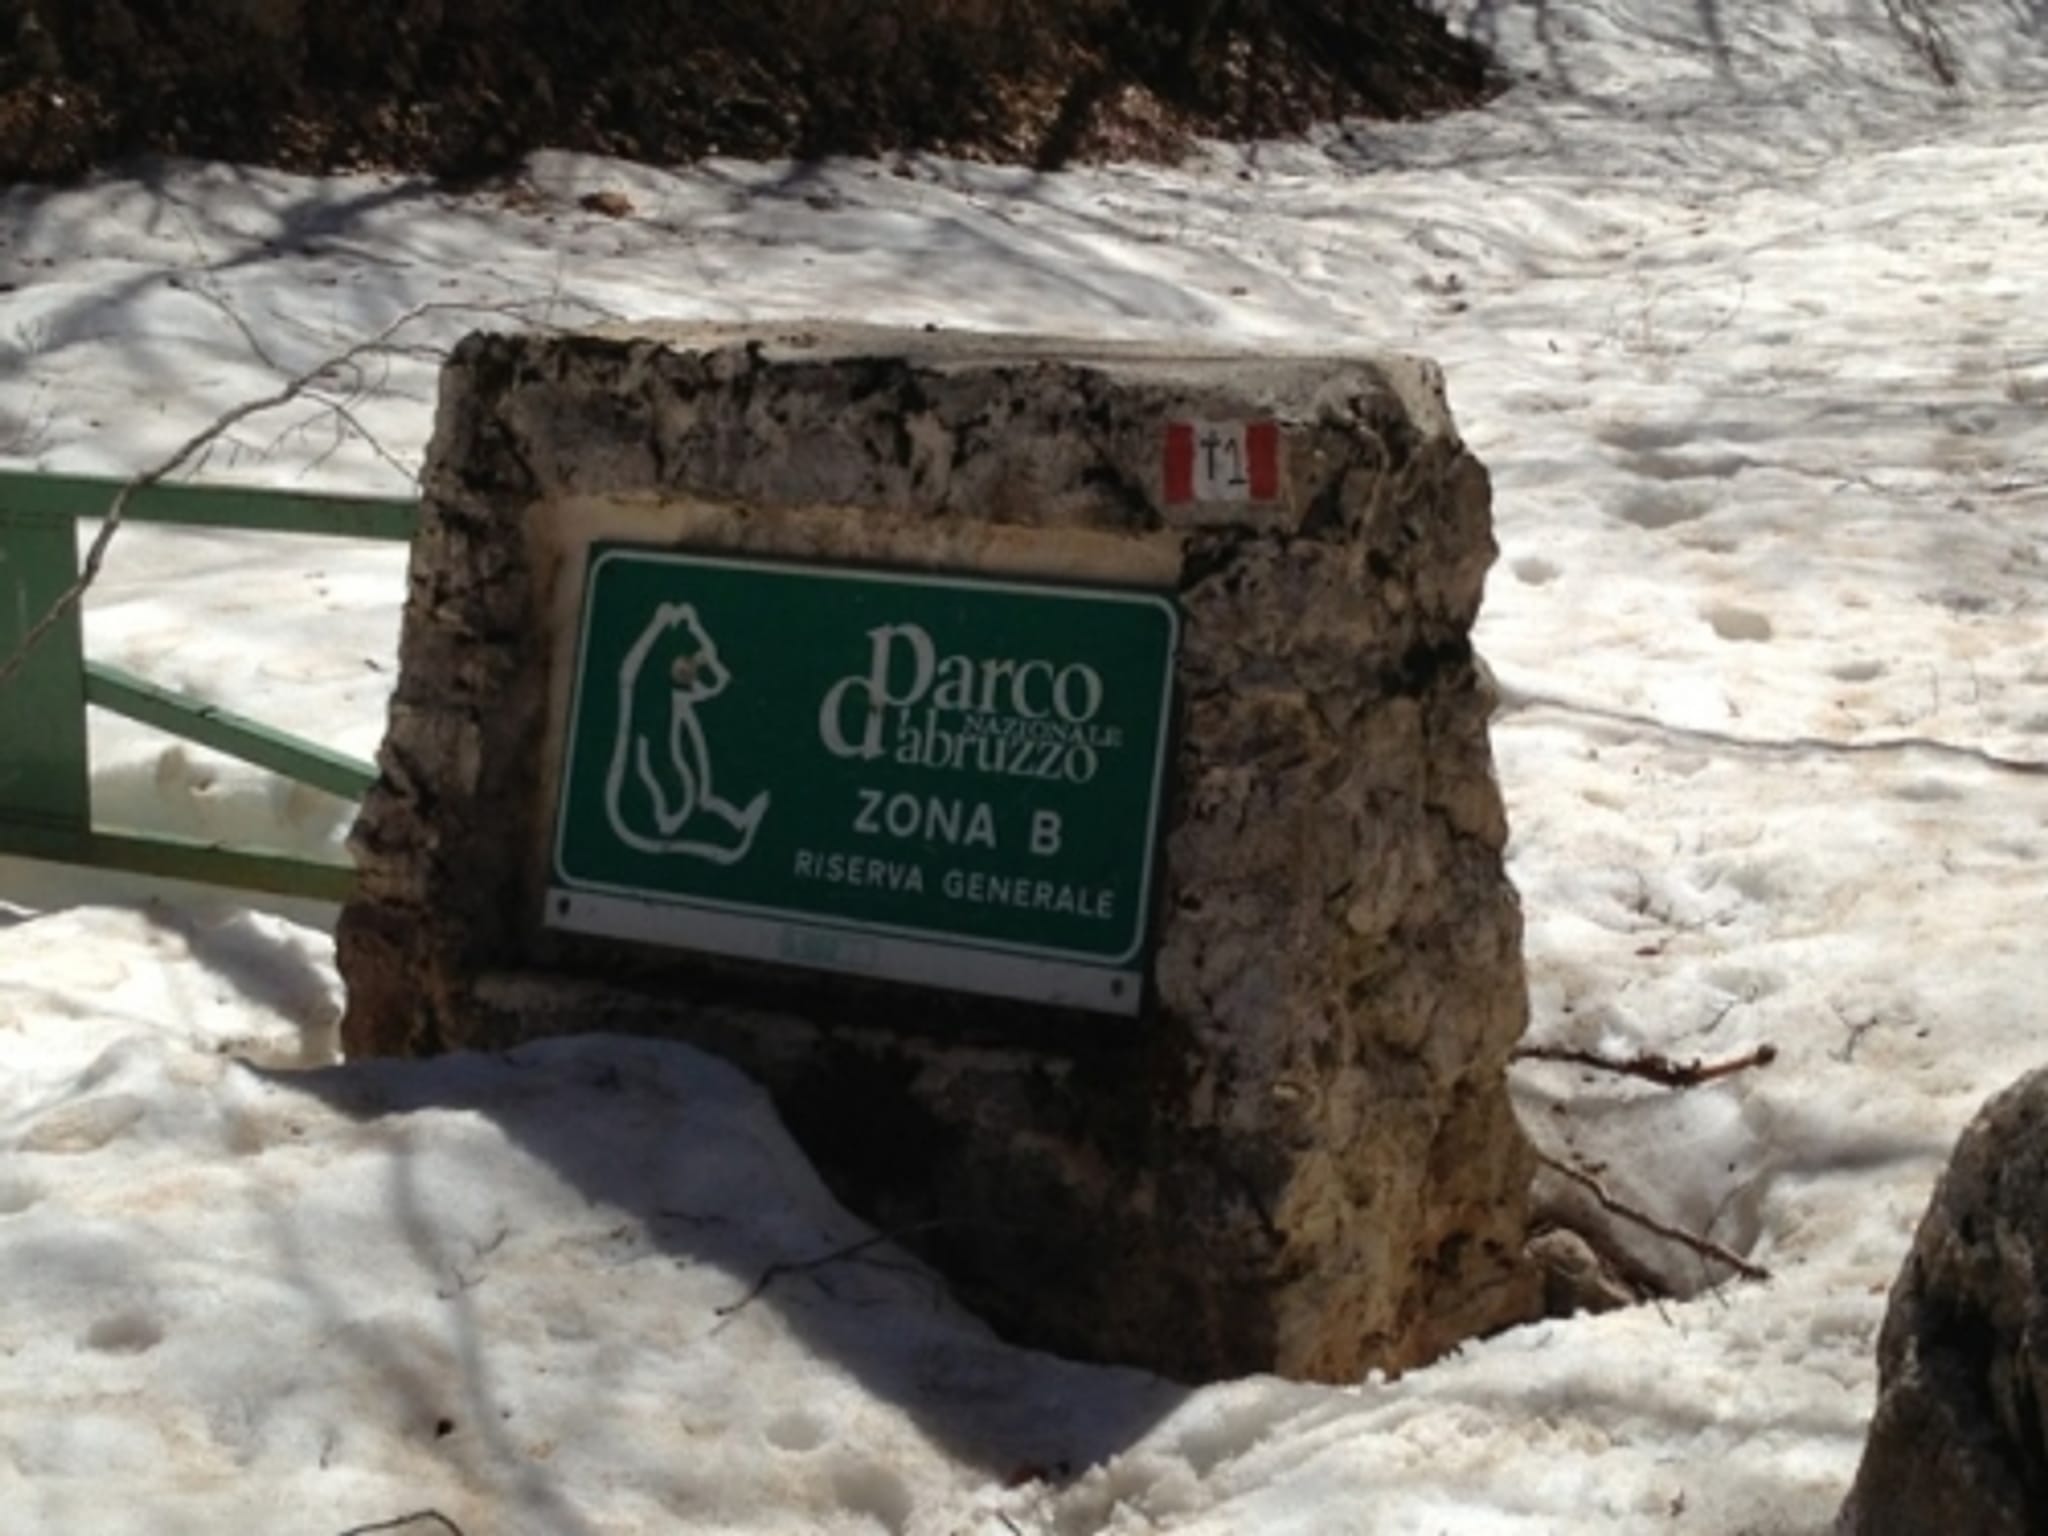 T1
Parco
NAZIONALE
d'abruzzo
ZONA B
RISERVA GENERALE